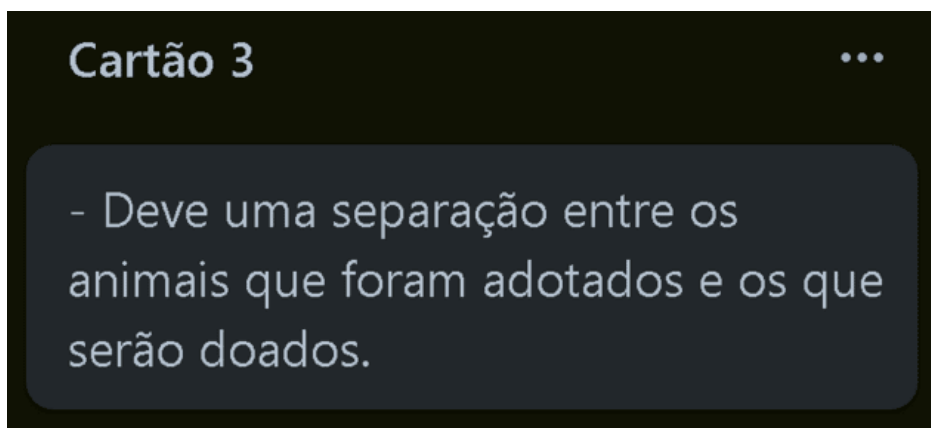 Cartão 3
- Deve uma separação entre os
animais que foram adotados e os que
serão doados.